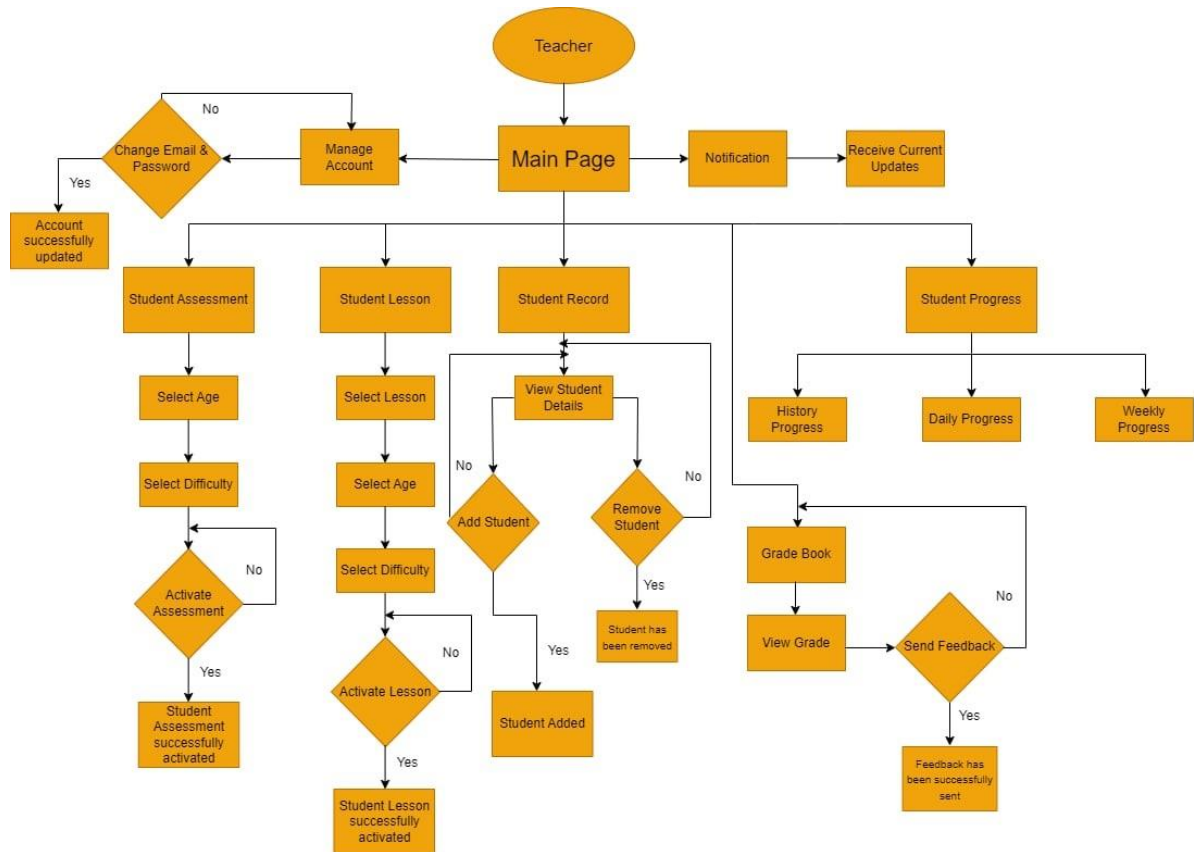 Teacher
No
Change Email &
Password
Manage
Account
Main Page
Notification
Receive Current
Updates
Yes
Account
successfully
updated
Student Assessment
Student Lesson
Student Record
Student Progress
Select Age
Select Lesson
View Student
Details
History
Progress
Daily Progress
Weekly
Progress
Select Difficulty
Select Age
No
Add Student
Remove
Student
No
Grade Book
No
Activate
Assessment
No
Select Difficulty
Yes
Student has
been removed
View Grade
Send Feedback
No
Yes
Activate Lesson
No
Yes
Student Added
Yes
Student
Assessment
successfully
activated
Yes
Feedback has
been successfully
sent
Student Lesson
successfully
activated